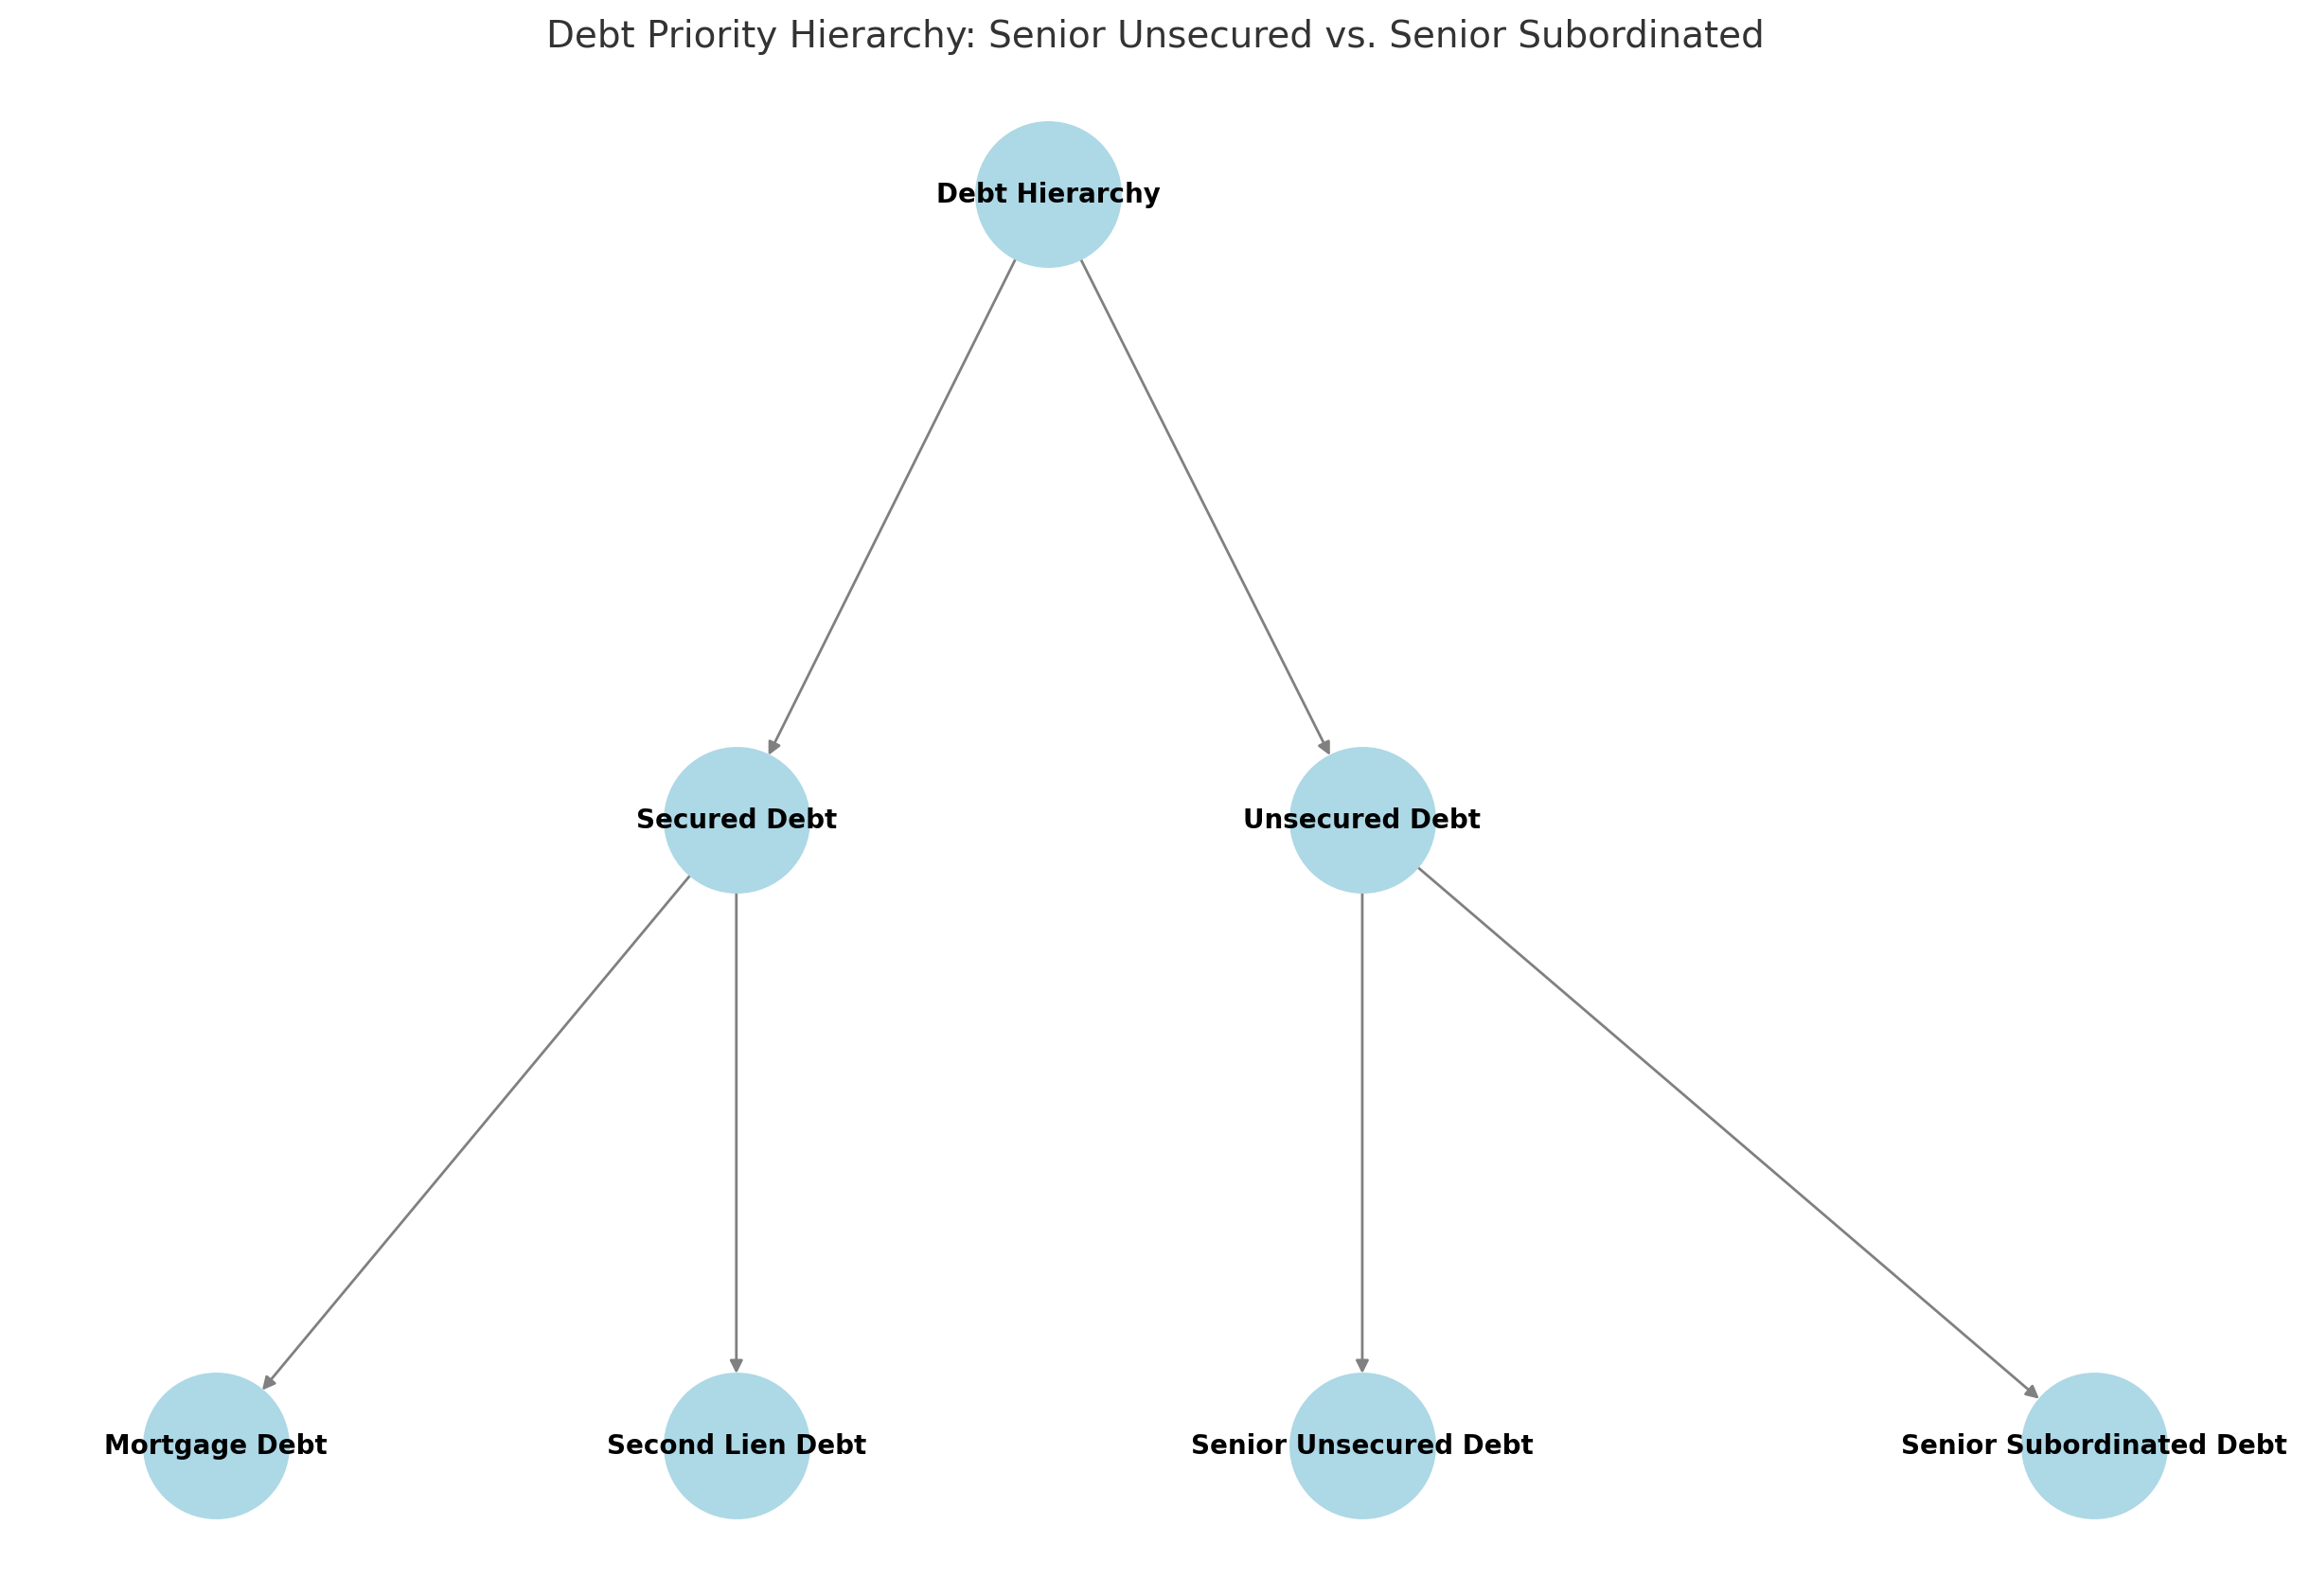 Debt Priority Hierarchy: Senior Unsecured vs. Senior Subordinated
Debt Hierarchy
Secured Debt
Unsecured Debt
Mortgage Debt
Second Lien Debt
Senior Unsecured Debt
Senior Subordinated Debt